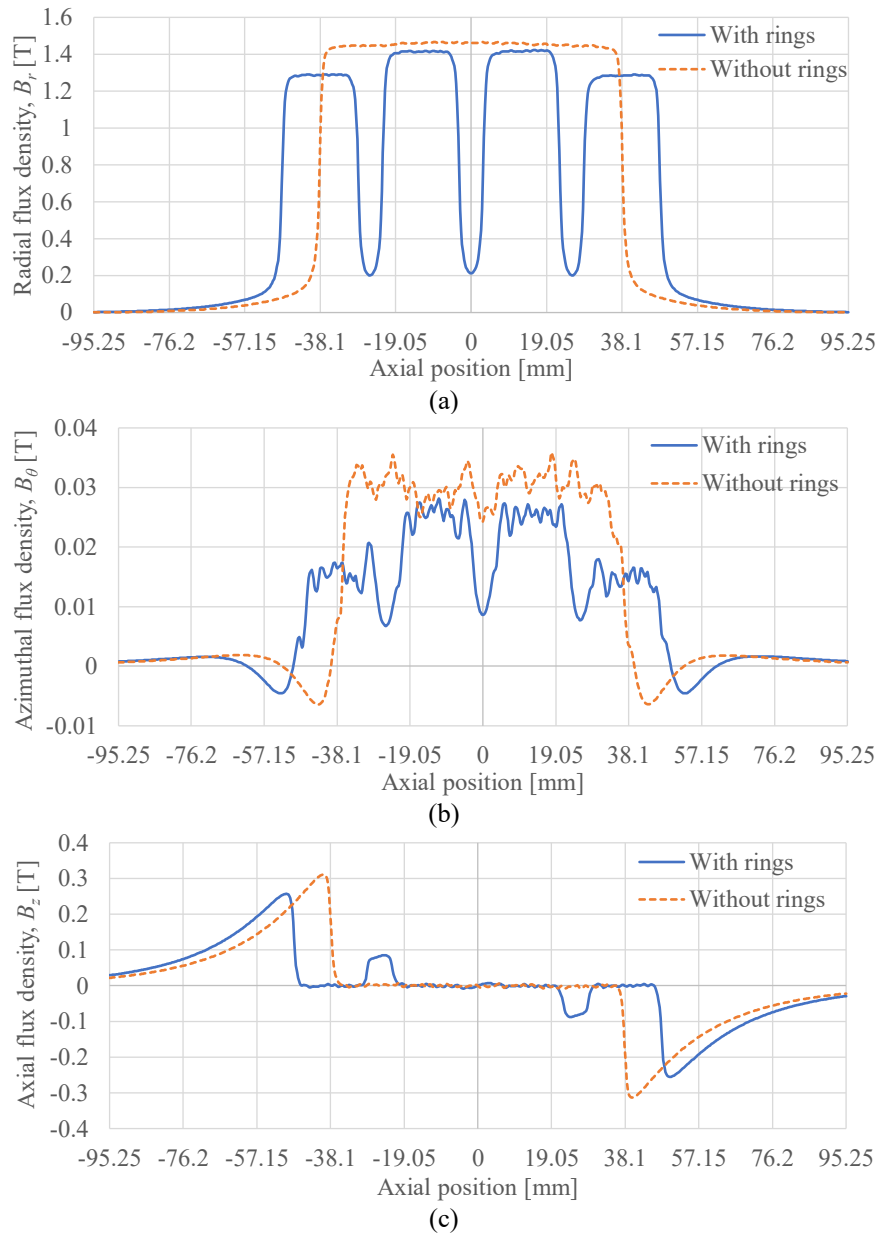 Radial flux density, B_r [T]
1.6
1.4
1.2
1
0.8
0.6
0.4
0.2
0
With rings
Without rings
-95.25 -76.2 -57.15 -38.1 -19.05 0 19.05 38.1 57.15 76.2 95.25
Axial position [mm]
(a)
Azimuthal flux density, B_θ [T]
0.04
0.03
0.02
0.01
0
-0.01
With rings
Without rings
-95.25 -76.2 -57.15 -38.1 -19.05 0 19.05 38.1 57.15 76.2 95.25
Axial position [mm]
(b)
Axial flux density, B_z [T]
0.4
0.3
0.2
0.1
0
-0.1
-0.2
-0.3
-0.4
With rings
Without rings
-95.25 -76.2 -57.15 -38.1 -19.05 0 19.05 38.1 57.15 76.2 95.25
Axial position [mm]
(c)